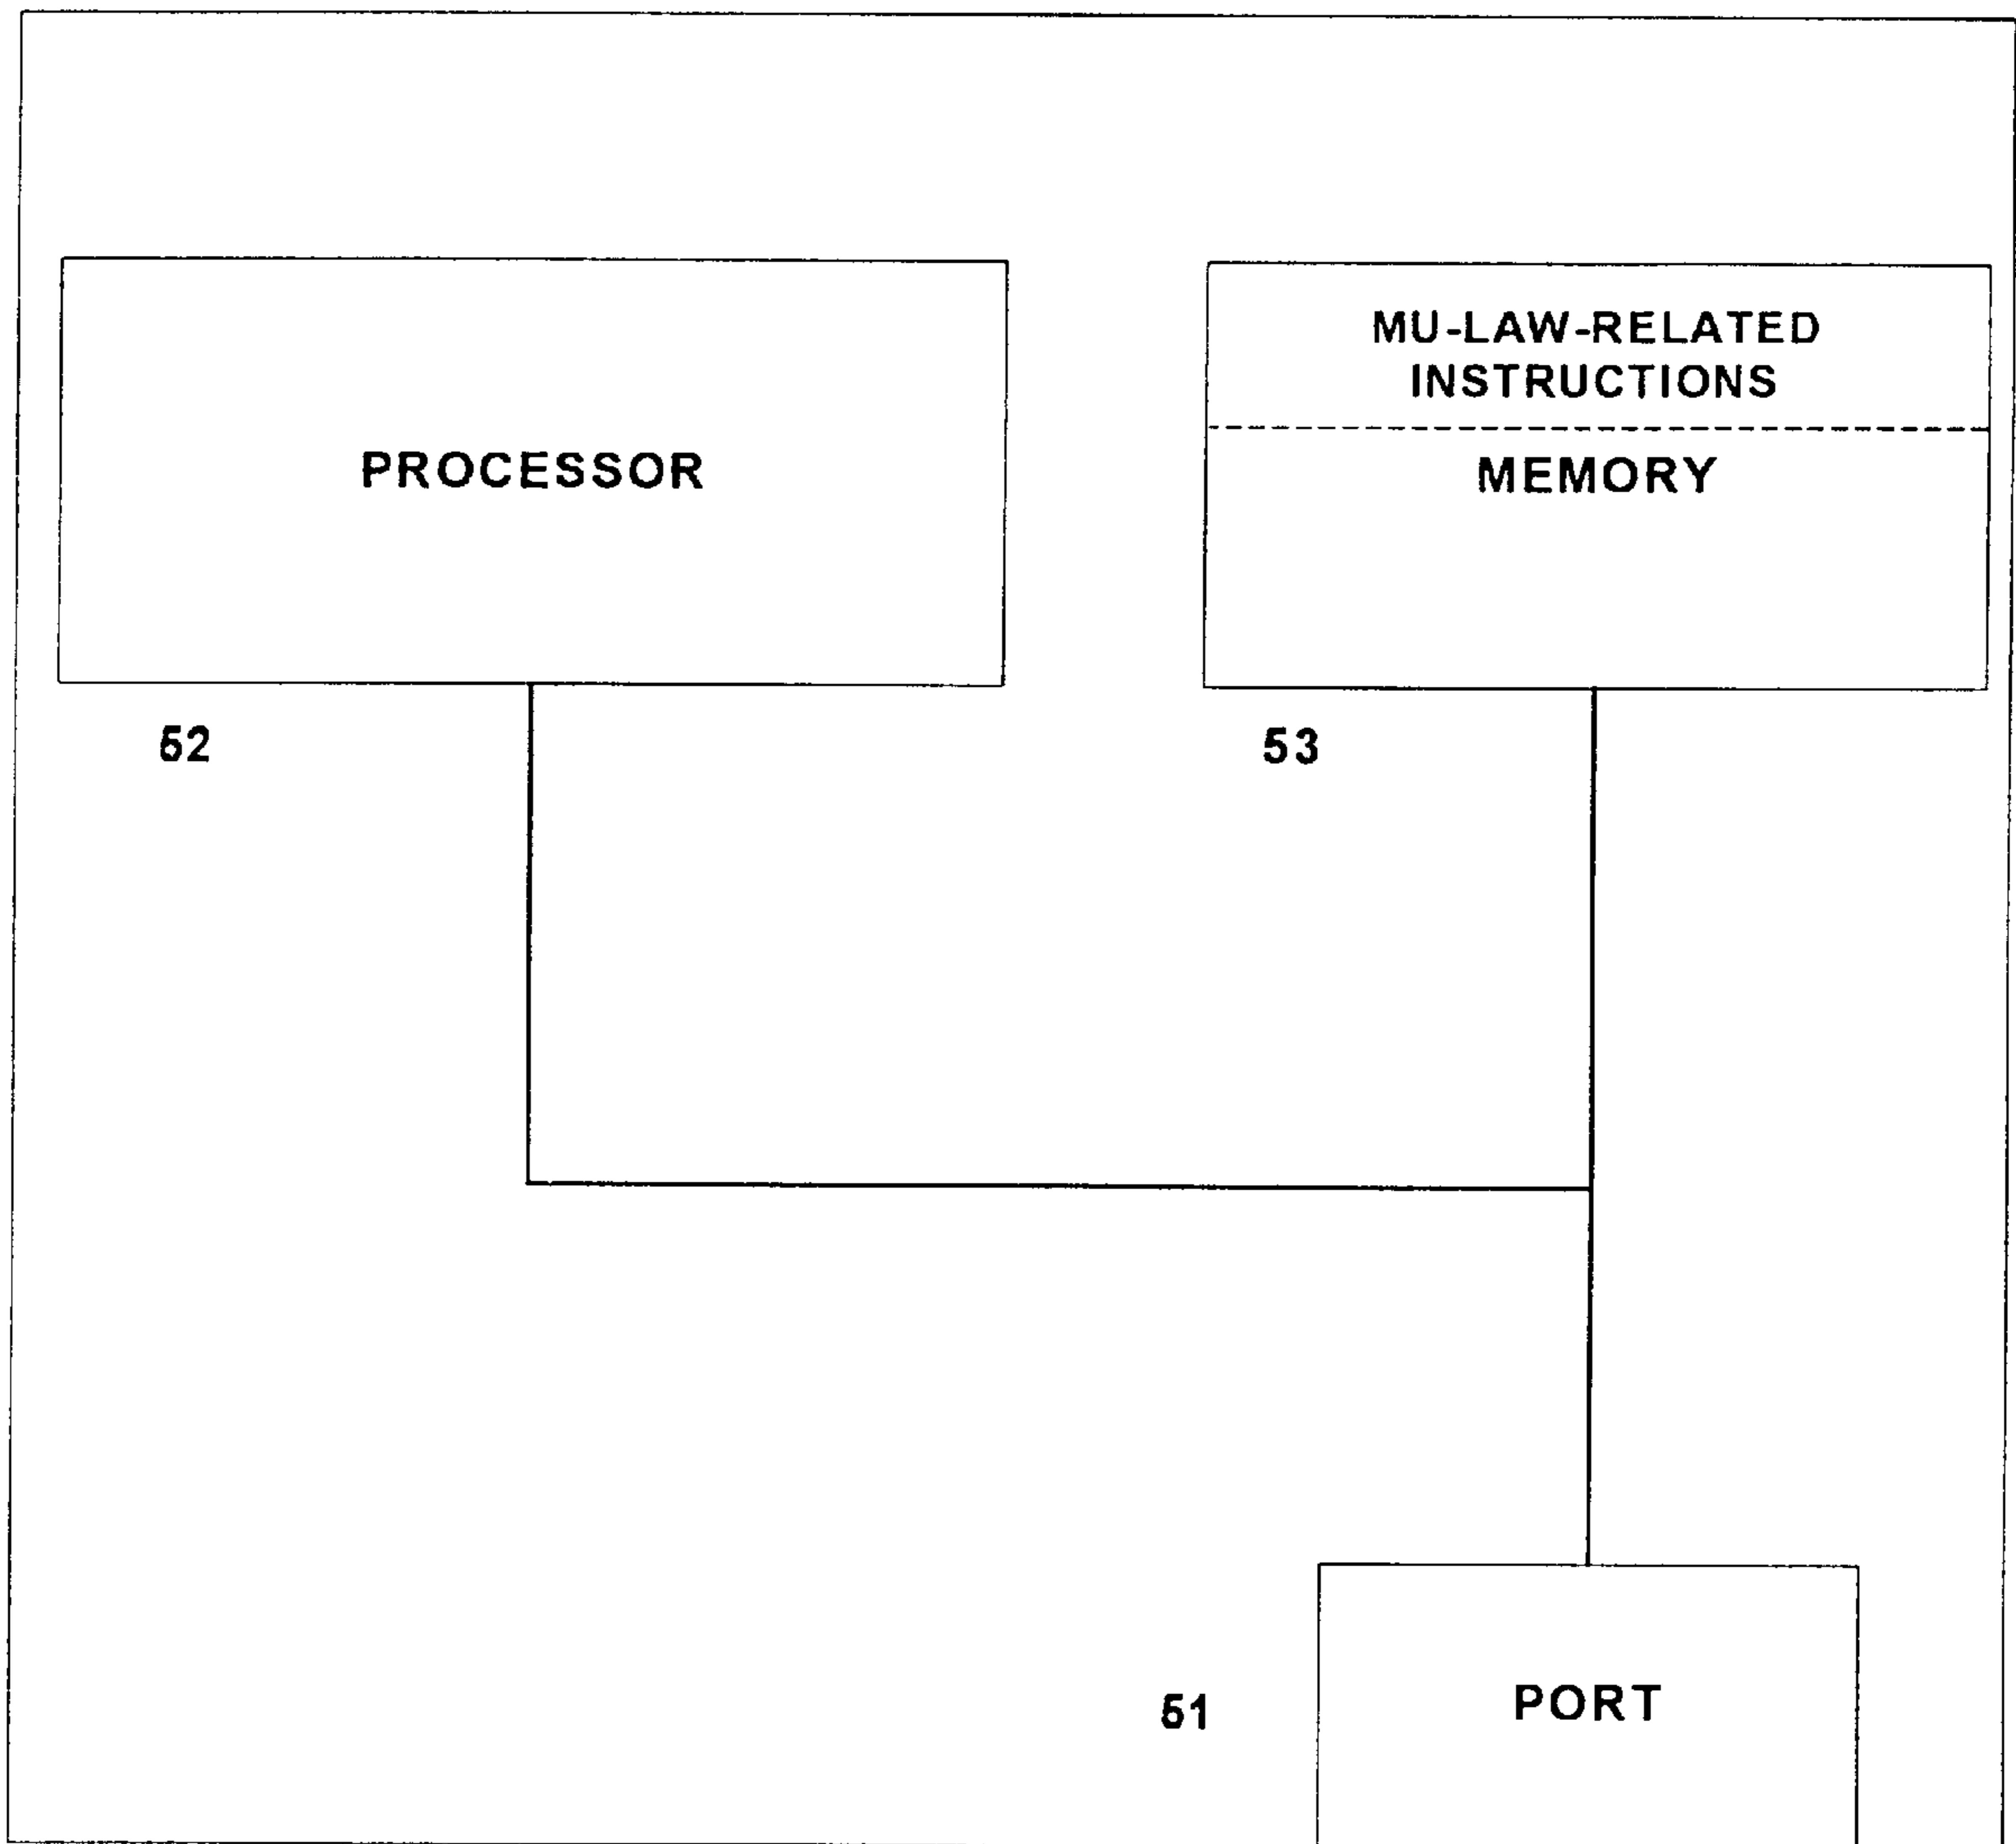 MU-LAW-RELATED
INSTRUCTIONS
PROCESSOR
MEMORY
52
53
51
PORT